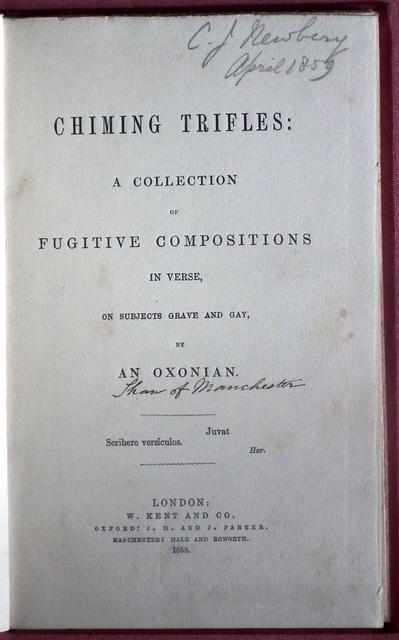 C. J Newbery
April 1859
CHIMING TRIFLES:
A COLLECTION
OF
FUGITIVE COMPOSITIONS
IN VERSE,
ON SUBJECTS GRAVE AND GAY,
BY
AN OXONIAN.
Shaw of Manchester
Juvat
Scribere versiculos.
Hor.
LONDON:
W. KENT AND CO.
OXFORD: J. H. AND J. PARKER.
MANCHESTER: HALE AND ROWORTH.
1858.